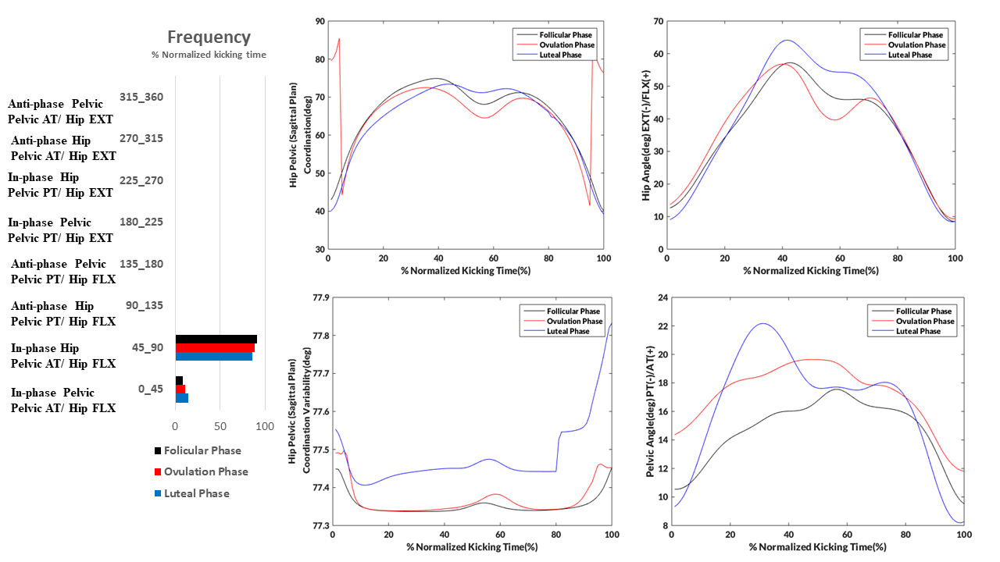 Frequency
% Normalized kicking time
Anti-phase Pelvic
Pelvic AT/ Hip EXT
315_360
Anti-phase Hip
Pelvic AT/ Hip EXT
270_315
In-phase Hip
Pelvic PT/ Hip EXT
225_270
In-phase Pelvic
Pelvic PT/ Hip EXT
180_225
Anti-phase Pelvic
Pelvic PT/ Hip FLX
135_180
Anti-phase Hip
Pelvic PT/ Hip FLX
90_135
In-phase Hip
Pelvic AT/ Hip FLX
45_90
In-phase Pelvic
Pelvic AT/ Hip FLX
0_45
0 50 100
Folicular Phase
Ovulation Phase
Luteal Phase
Hip Pelvic (Sagittal Plan)
Coordination(deg)
90
80
70
60
50
40
30
0 20 40 60 80 100
% Normalized Kicking Time(%)
Follicular Phase
Ovulation Phase
Luteal Phase
Hip Angle(deg) EXT(-)/FLX(+)
70
60
50
40
30
20
10
0
0 20 40 60 80 100
% Normalized Kicking Time(%)
Follicular Phase
Ovulation Phase
Luteal Phase
Hip Pelvic (Sagittal Plan)
Coordination Variability(deg)
77.9
77.8
77.7
77.6
77.5
77.4
77.3
0 20 40 60 80 100
% Normalized Kicking Time(%)
Follicular Phase
Ovulation Phase
Luteal Phase
Pelvic Angle(deg) PT(-)/AT(+)
24
22
20
18
16
14
12
10
8
0 20 40 60 80 100
% Normalized Kicking Time(%)
Follicular Phase
Ovulation Phase
Luteal Phase